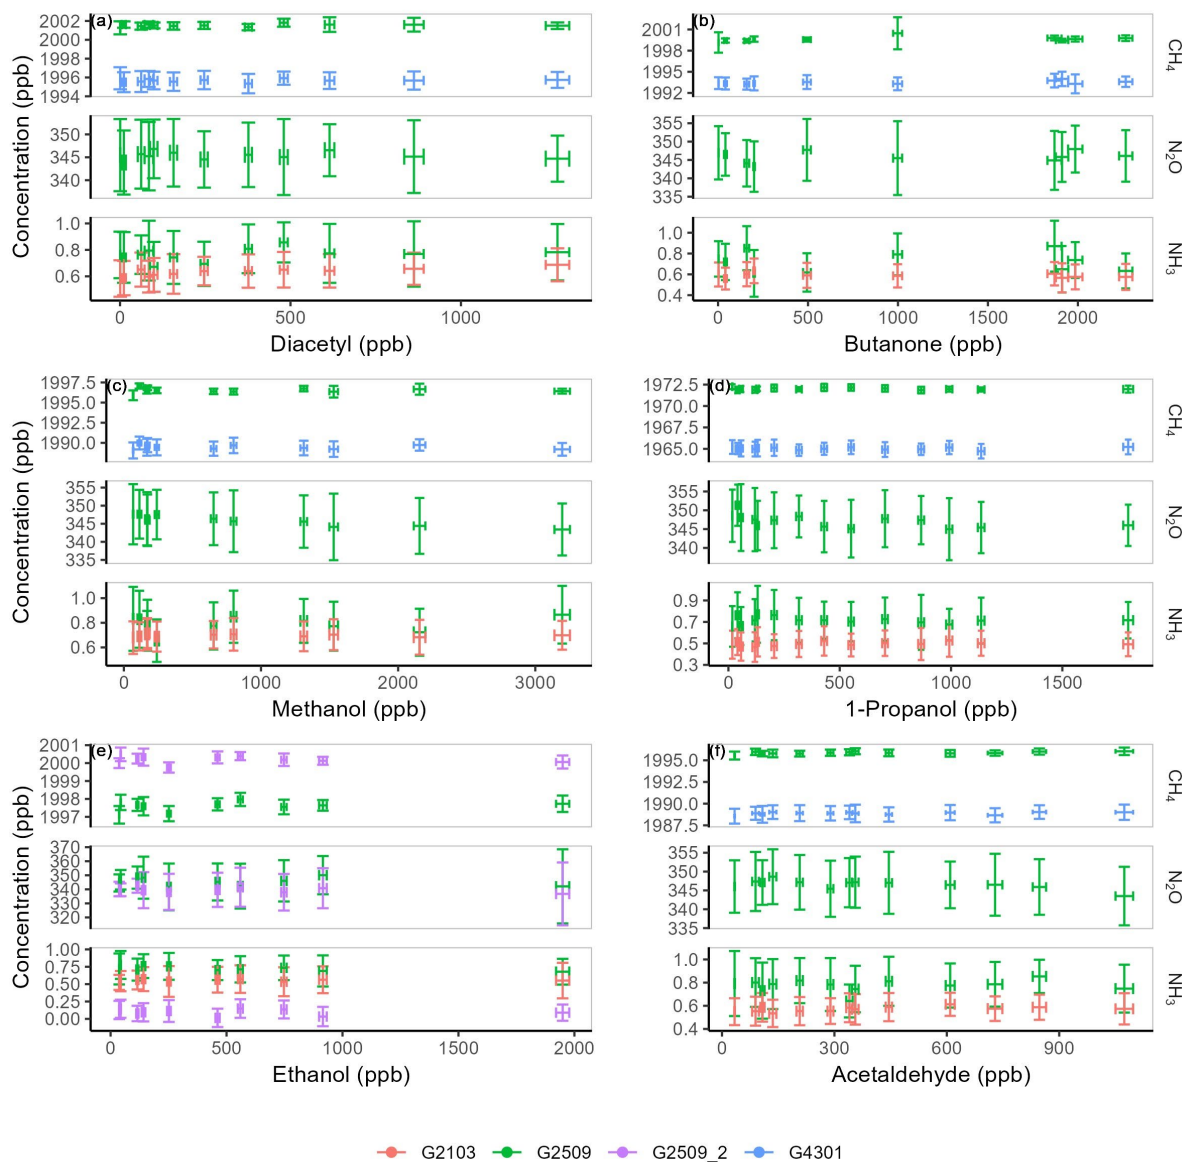 (a)
2002
2000
1998
1996
1994
350
345
340
1.0
0.8
0.6
Concentration (ppb)
0 500 1000
Diacetyl (ppb)
(b)
2001
1998
1995
1992
355
350
345
340
335
1.0
0.8
0.6
0.4
CH₄
N₂O
NH₃
0 500 1000 1500 2000
Butanone (ppb)
(c)
1997.5
1995.0
1992.5
1990.0
355
350
345
340
335
1.0
0.8
0.6
Concentration (ppb)
0 1000 2000 3000
Methanol (ppb)
(d)
1972.5
1970.0
1967.5
1965.0
355
350
345
340
0.9
0.7
0.5
0.3
CH₄
N₂O
NH₃
0 500 1000 1500
1-Propanol (ppb)
(e)
2001
2000
1999
1998
1997
370
360
350
340
330
320
1.00
0.75
0.50
0.25
0.00
Concentration (ppb)
0 500 1000 1500 2000
Ethanol (ppb)
(f)
1995.0
1992.5
1990.0
1987.5
355
350
345
340
335
1.0
0.8
0.6
0.4
CH₄
N₂O
NH₃
0 300 600 900
Acetaldehyde (ppb)
G2103 G2509 G2509_2 G4301